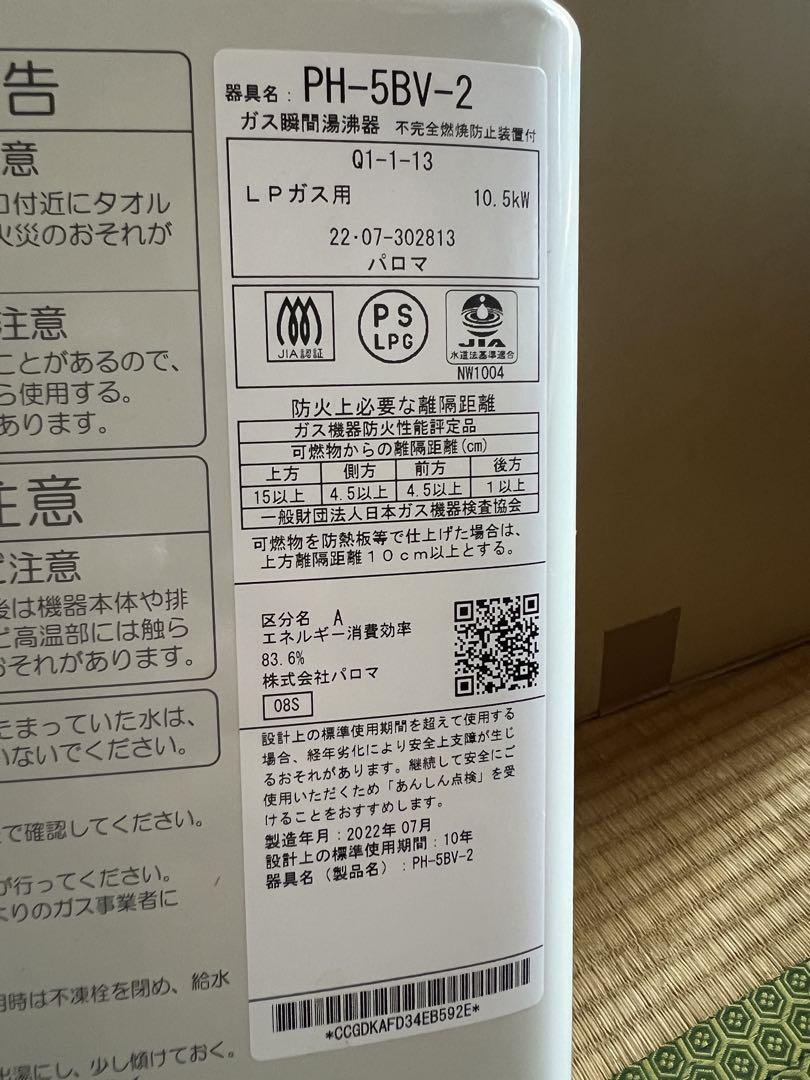 告
意
口付近にタオル
火災のおそれが
注意
ことがあるので、
ら使用する。
あります。
注意
ご注意
後は機器本体や排
ど高温部には触ら
おそれがあります。
たまっていた水は、
いないでください。
で確認してください。
が行ってください。
よりのガス事業者に
用時は不凍栓を閉め、給水
出湯にし、少し傾けておく。
器具名: PH-5BV-2
ガス瞬間湯沸器 不完全燃焼防止装置付
Q1-1-13
LPガス用 10.5kW
22・07-302813
パロマ
JIA認証
PS
LPG
JIA
水道法基準適合
NW1004
防火上必要な離隔距離
ガス機器防火性能評定品
可燃物からの離隔距離(cm)
上方 側方 前方 後方
15以上 4.5以上 4.5以上 1以上
一般財団法人日本ガス機器検査協会
可燃物を防熱板等で仕上げた場合は、
上方離隔距離10cm以上とする。
区分名 A
エネルギー消費効率
83.6%
株式会社パロマ
08S
設計上の標準使用期間を超えて使用する
場合、経年劣化により安全上支障が生じ
るおそれがあります。継続して安全にご
使用いただくため「あんしん点検」を受
けることをおすすめします。
製造年月:2022年07月
設計上の標準使用期間:10年
器具名(製品名):PH-5BV-2
*CCGDKAFD34EB592E*